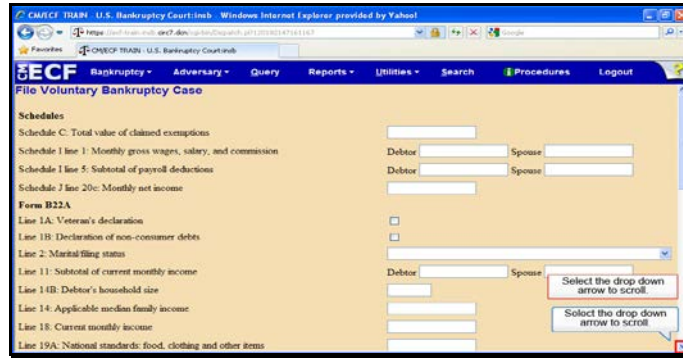 CM/ECF TRAIN - U.S. Bankruptcy Court:innb - Windows Internet Explorer provided by Yahoo!
Google
Favorites CM/ECF TRAIN - U.S. Bankruptcy Court:innb
ECF Bankruptcy Adversary Query Reports Utilities Search Procedures Logout ?
File Voluntary Bankruptcy Case
Schedules
Schedule C: Total value of claimed exemptions
Schedule I line 1: Monthly gross wages, salary, and commission Debtor Spouse
Schedule I line 5: Subtotal of payroll deductions Debtor Spouse
Schedule J line 20c: Monthly net income
Form B22A
Line 1A: Veteran's declaration
Line 1B: Declaration of non-consumer debts
Line 2: Marital/filing status
Line 11: Subtotal of current monthly income Debtor Spouse
Select the drop down
arrow to scroll.
Line 14B: Debtor's household size
Line 14: Applicable median family income
Select the drop down
arrow to scroll.
Line 18: Current monthly income
Line 19A: National standards: food, clothing and other items